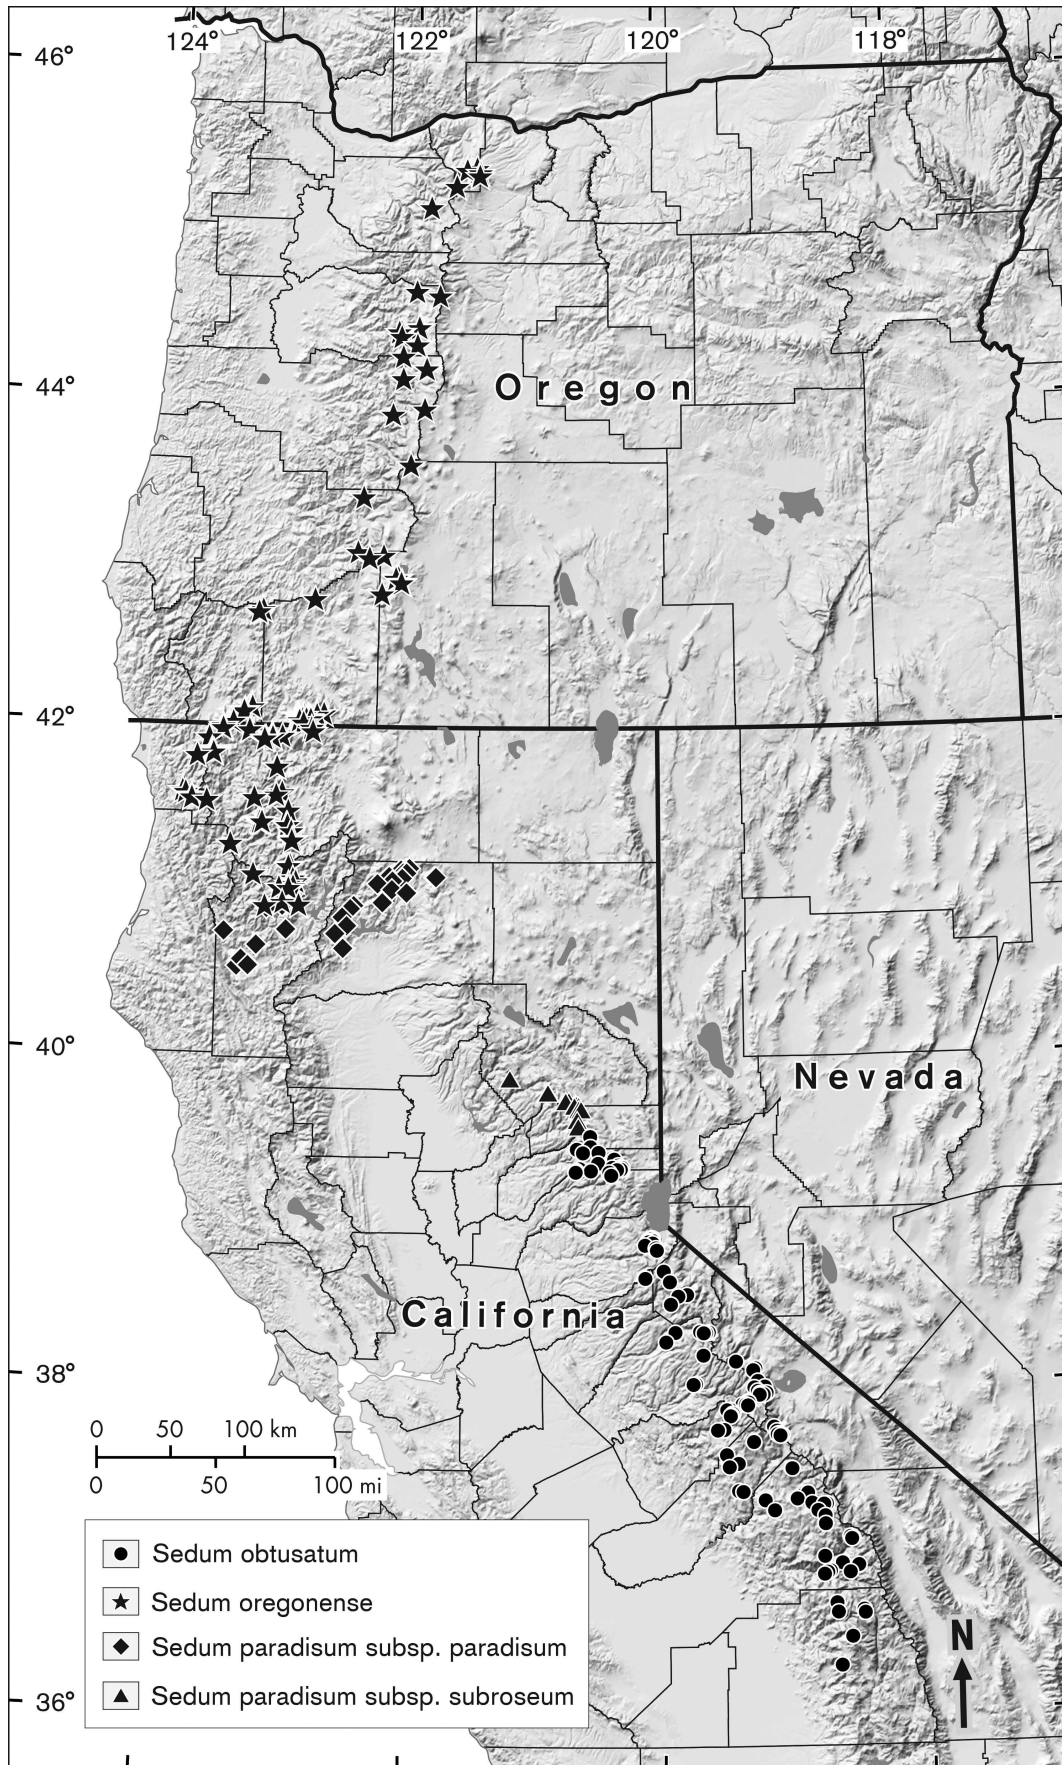 124° 122° 120° 118°
46°
44°
Oregon
42°
40°
Nevada
California
38°
0 50 100 km
0 50 100 mi
Sedum obtusatum
Sedum oregonense
Sedum paradisum subsp. paradisum
Sedum paradisum subsp. subroseum
N
36°